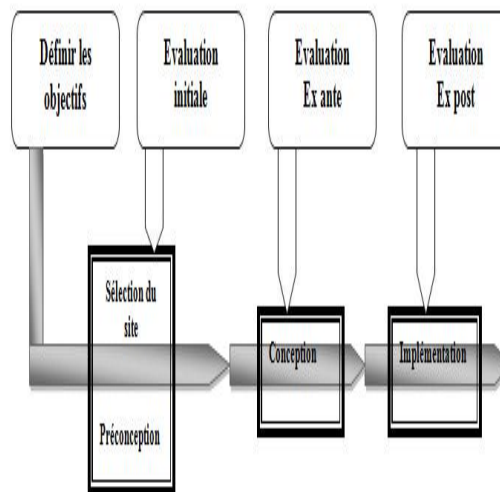 Définir les
objectifs
Evaluation
initiale
Evaluation
Ex ante
Evaluation
Ex post
Sélection du
site
Préconception
Conception
Implémentation